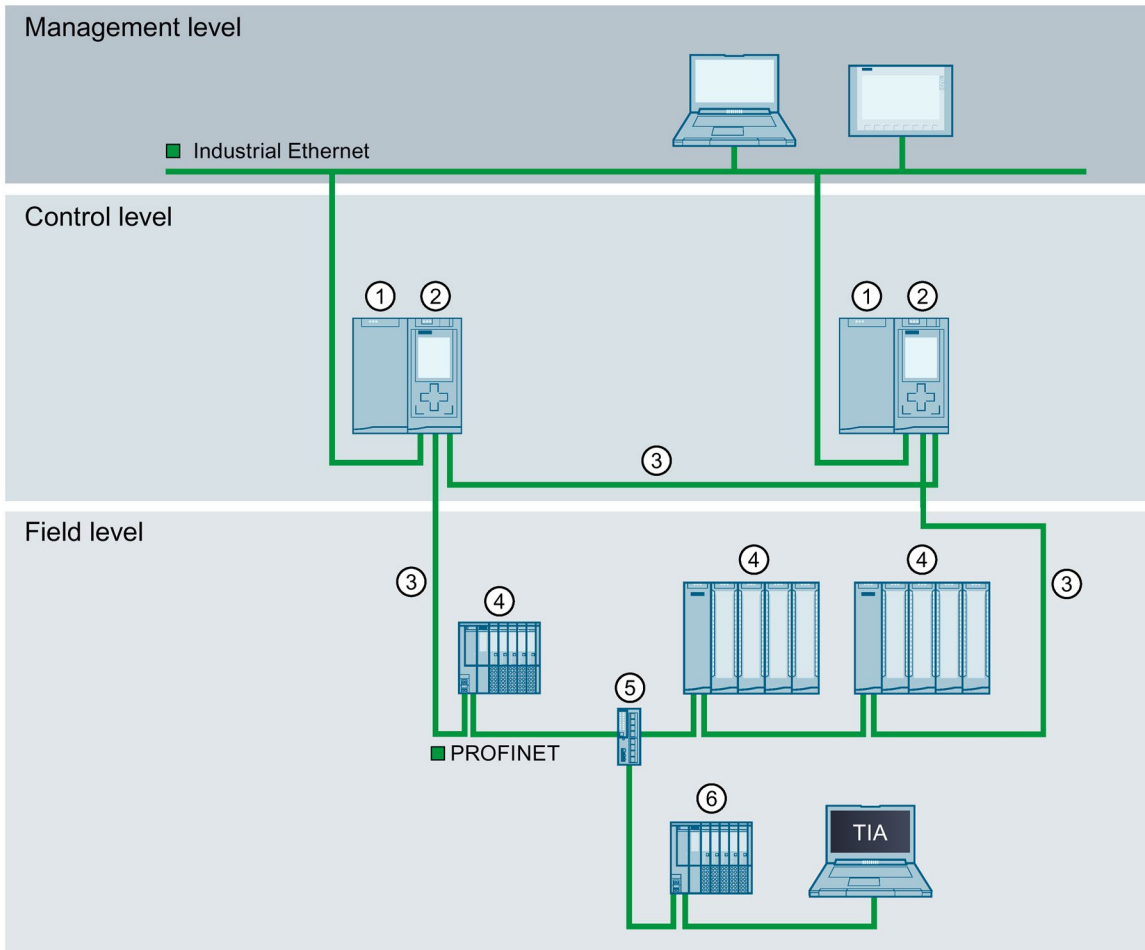 Management level
Industrial Ethernet
Control level
① ② ① ②
③
Field level
④ ④
③ ③
④
⑤
PROFINET
⑥
TIA